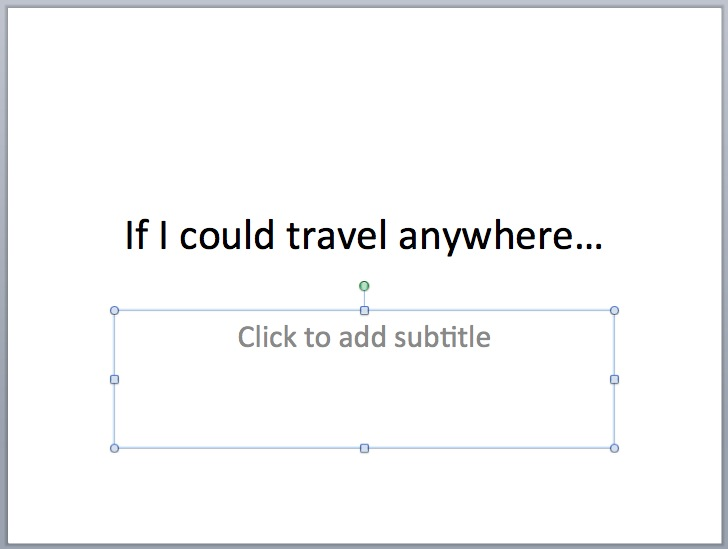 If I could travel anywhere…
Click to add subtitle